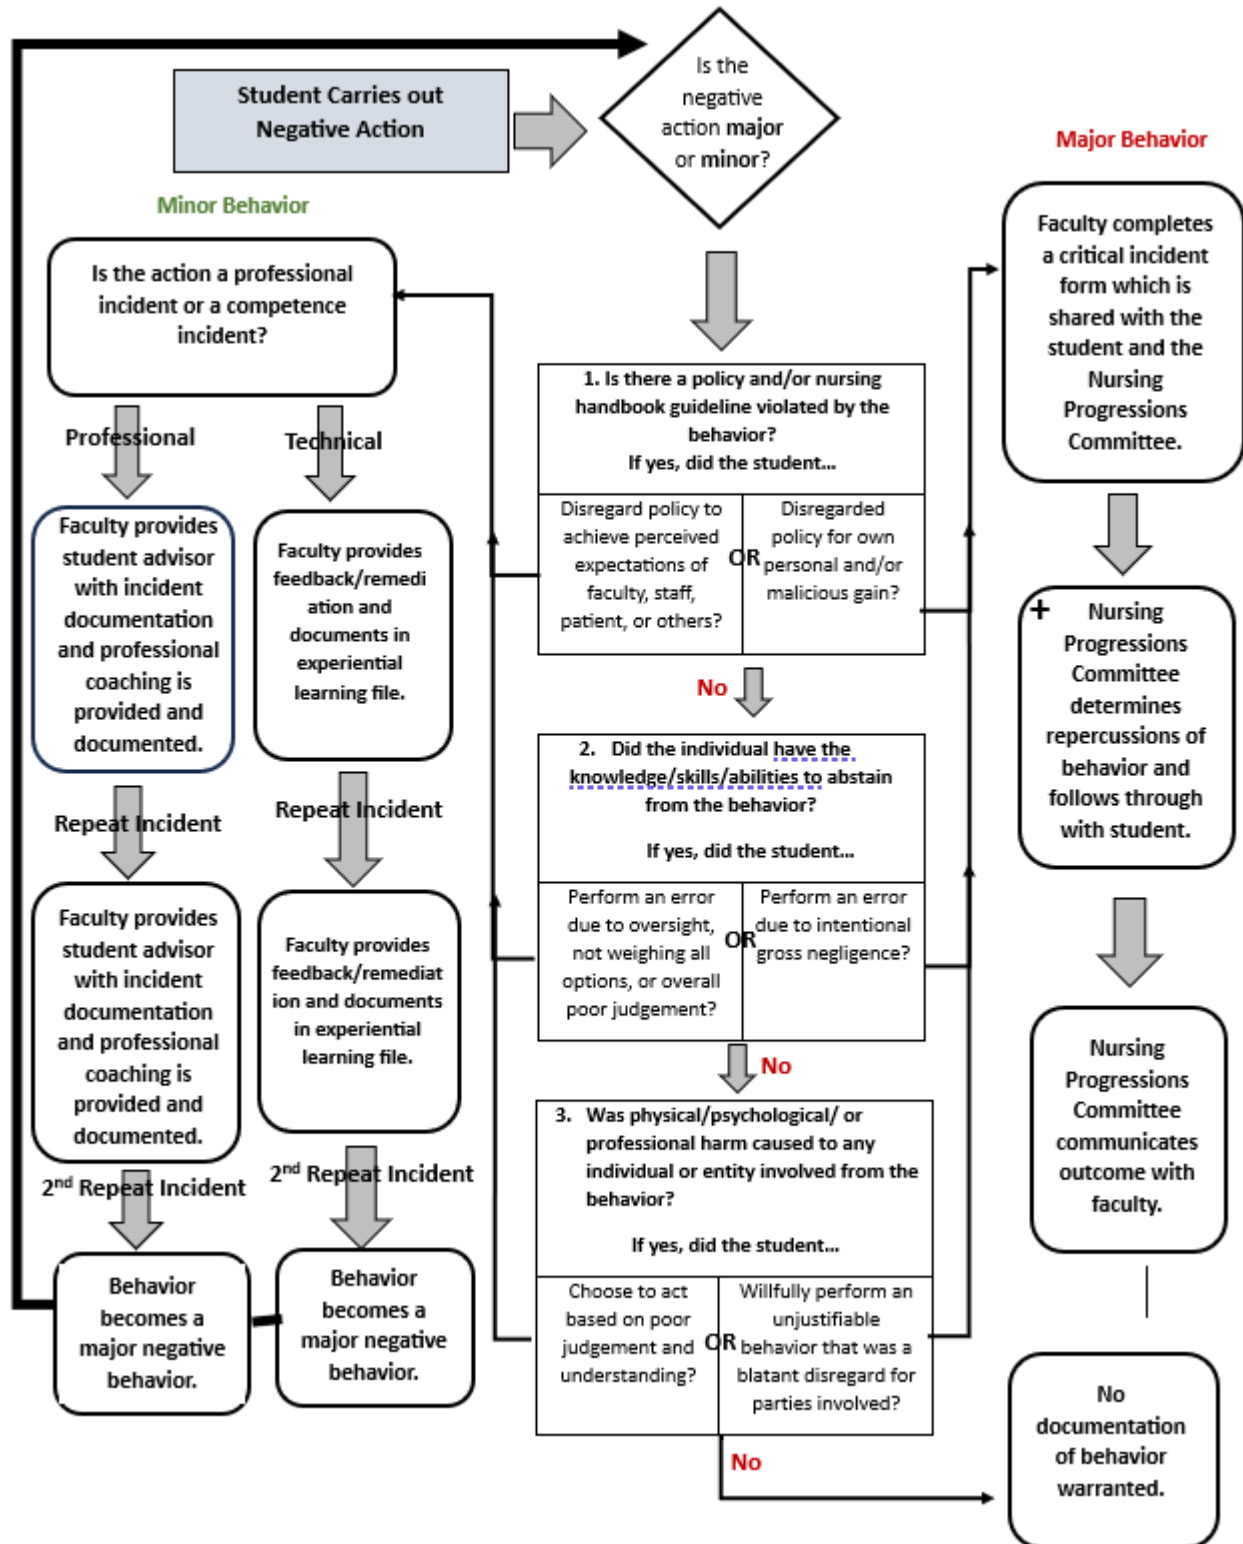 Student Carries out
Negative Action
Is the
negative
action major
or minor?
Major Behavior
Minor Behavior
Is the action a professional
incident or a competence
incident?
Professional
Technical
Faculty provides
student advisor
with incident
documentation
and professional
coaching is
provided and
documented.
Faculty provides
feedback/remedi
ation and
documents in
experiential
learning file.
Repeat Incident
Repeat Incident
Faculty provides
student advisor
with incident
documentation
and professional
coaching is
provided and
documented.
Faculty provides
feedback/remediat
ion and documents
in experiential
learning file.
2nd Repeat Incident
2nd Repeat Incident
Behavior
becomes a
major negative
behavior.
Behavior
becomes a
major negative
behavior.
1. Is there a policy and/or nursing
handbook guideline violated by the
behavior?
If yes, did the student...
Disregard policy to
achieve perceived
expectations of
faculty, staff,
patient, or others?
OR
Disregarded
policy for own
personal and/or
malicious gain?
No
2. Did the individual have the
knowledge/skills/abilities to abstain
from the behavior?
If yes, did the student...
Perform an error
due to oversight,
not weighing all
options, or overall
poor judgement?
OR
Perform an error
due to intentional
gross negligence?
No
3. Was physical/psychological/ or
professional harm caused to any
individual or entity involved from the
behavior?
If yes, did the student...
Choose to act
based on poor
judgement and
understanding?
OR
Willfully perform an
unjustifiable
behavior that was a
blatant disregard for
parties involved?
No
Faculty completes
a critical incident
form which is
shared with the
student and the
Nursing
Progressions
Committee.
+
Nursing
Progressions
Committee
determines
repercussions of
behavior and
follows through
with student.
Nursing
Progressions
Committee
communicates
outcome with
faculty.
No
documentation
of behavior
warranted.